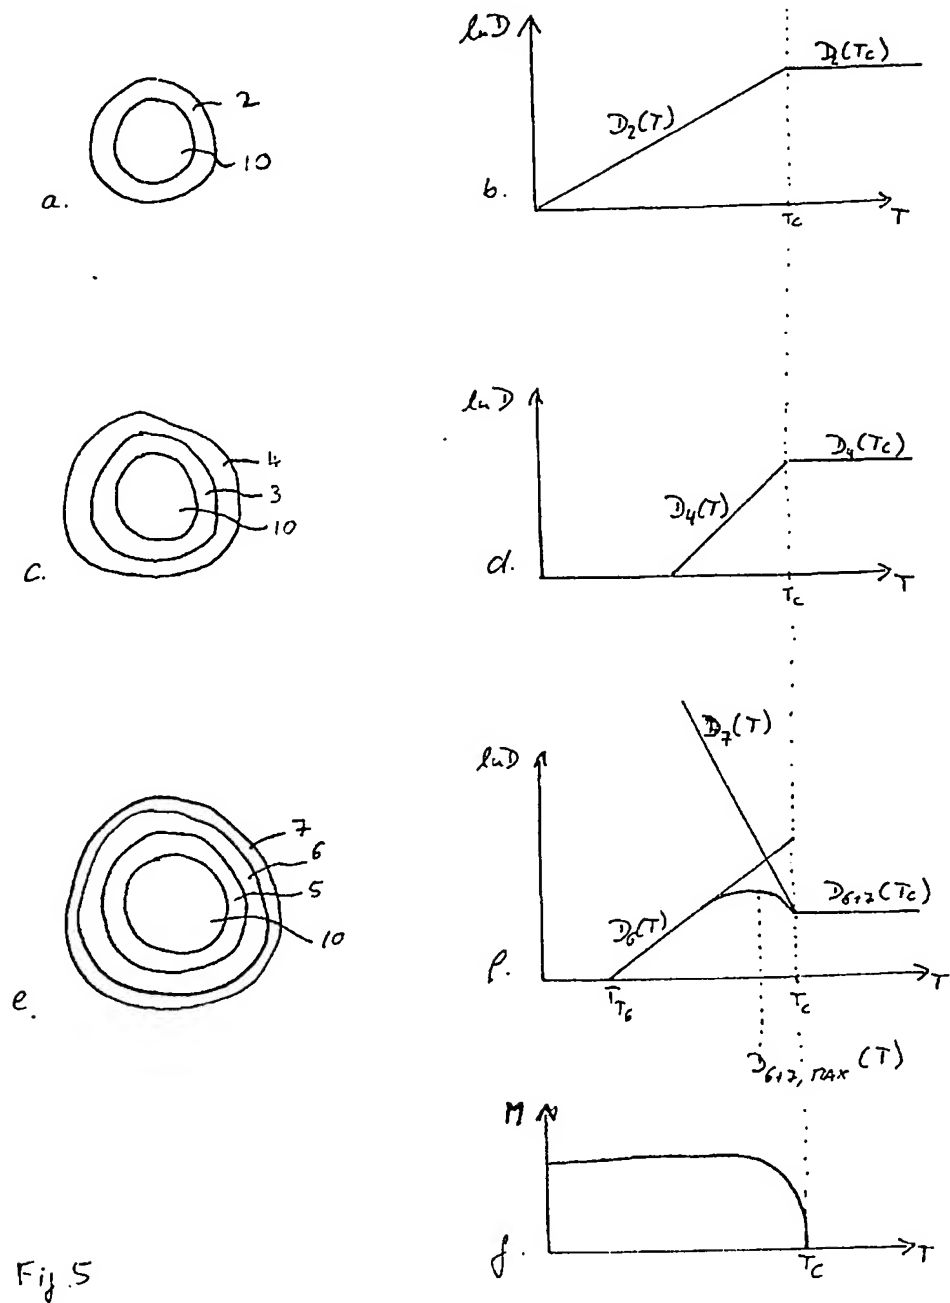 lnD
D₂(Tc)
2
D₂(T)
10
a.
b.
Tc
T
lnD
D₄(Tc)
4
3
D₄(T)
10
c.
d.
Tc
T
D₇(T)
lnD
7
6
5
D₆₊₇(Tc)
10
D₆(T)
e.
f.
T_T₆
Tc
T
D₆₊₇, MAX (T)
M
g.
Tc
T
Fig 5